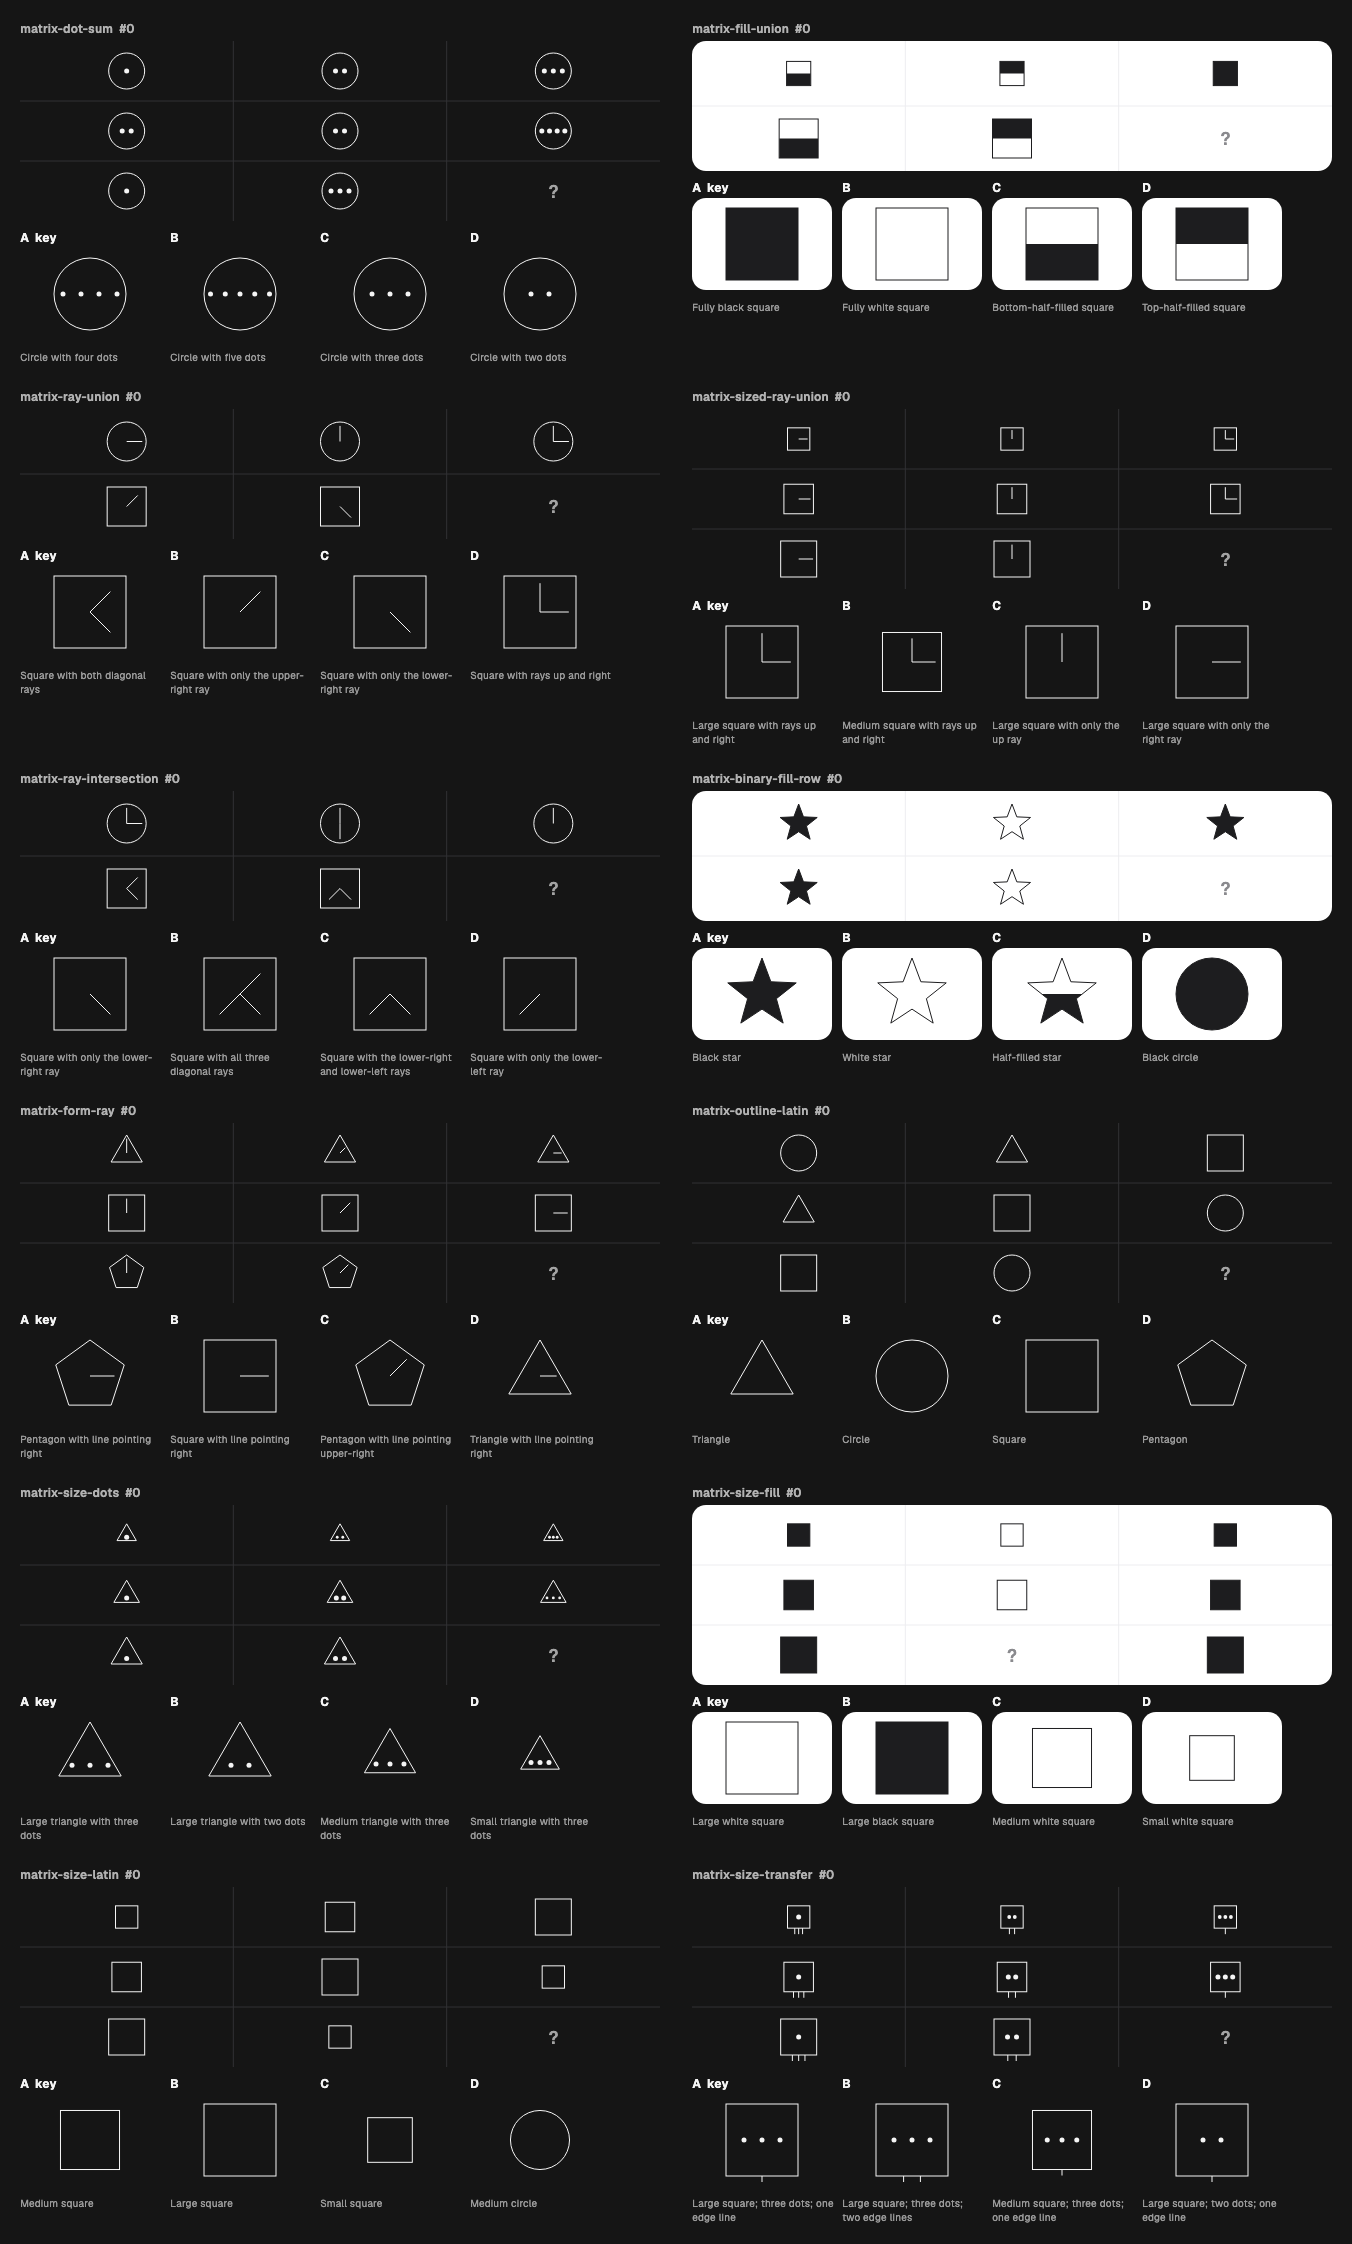 matrix-dot-sum #0
?
A key
B
C
D
Circle with four dots
Circle with five dots
Circle with three dots
Circle with two dots
matrix-fill-union #0
?
A key
B
C
D
Fully black square
Fully white square
Bottom-half-filled square
Top-half-filled square
matrix-ray-union #0
?
A key
B
C
D
Square with both diagonal
rays
Square with only the upper-
right ray
Square with only the lower-
right ray
Square with rays up and right
matrix-sized-ray-union #0
?
A key
B
C
D
Large square with rays up
and right
Medium square with rays up
and right
Large square with only the
up ray
Large square with only the
right ray
matrix-ray-intersection #0
?
A key
B
C
D
Square with only the lower-
right ray
Square with all three
diagonal rays
Square with the lower-right
and lower-left rays
Square with only the lower-
left ray
matrix-binary-fill-row #0
?
A key
B
C
D
Black star
White star
Half-filled star
Black circle
matrix-form-ray #0
?
A key
B
C
D
Pentagon with line pointing
right
Square with line pointing
right
Pentagon with line pointing
upper-right
Triangle with line pointing
right
matrix-outline-latin #0
?
A key
B
C
D
Triangle
Circle
Square
Pentagon
matrix-size-dots #0
?
A key
B
C
D
Large triangle with three
dots
Large triangle with two dots
Medium triangle with three
dots
Small triangle with three
dots
matrix-size-fill #0
?
A key
B
C
D
Large white square
Large black square
Medium white square
Small white square
matrix-size-latin #0
?
A key
B
C
D
Medium square
Large square
Small square
Medium circle
matrix-size-transfer #0
?
A key
B
C
D
Large square; three dots; one
edge line
Large square; three dots;
two edge lines
Medium square; three dots;
one edge line
Large square; two dots; one
edge line